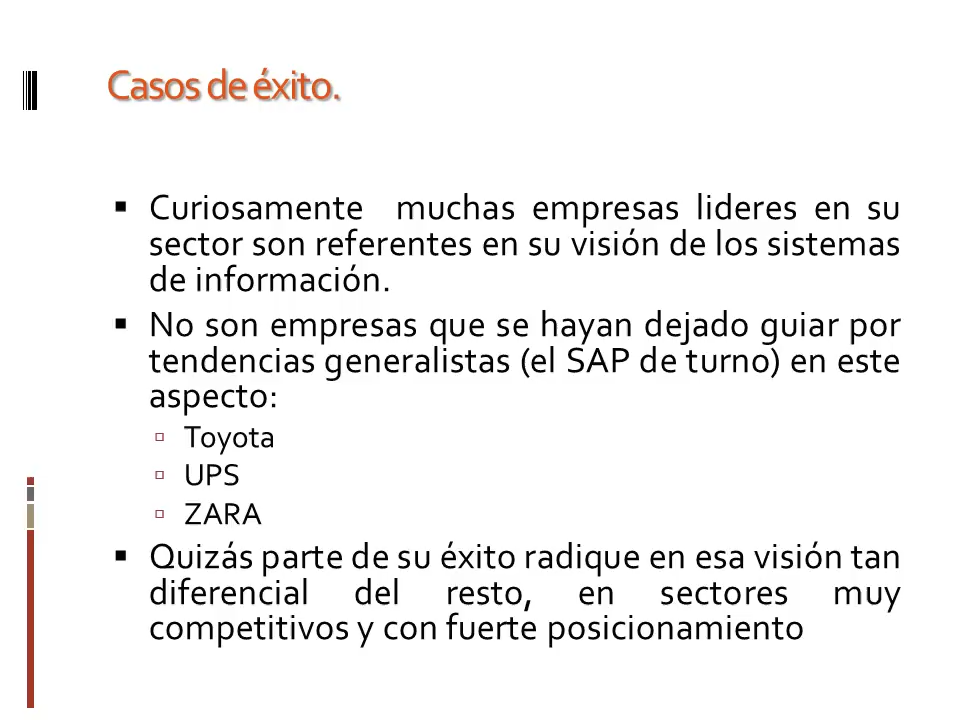 Casos de éxito.
Curiosamente muchas empresas lideres en su
sector son referentes en su visión de los sistemas
de información.
No son empresas que se hayan dejado guiar por
tendencias generalistas (el SAP de turno) en este
aspecto:
Toyota
UPS
ZARA
Quizás parte de su éxito radique en esa visión tan
diferencial del resto, en sectores muy
competitivos y con fuerte posicionamiento